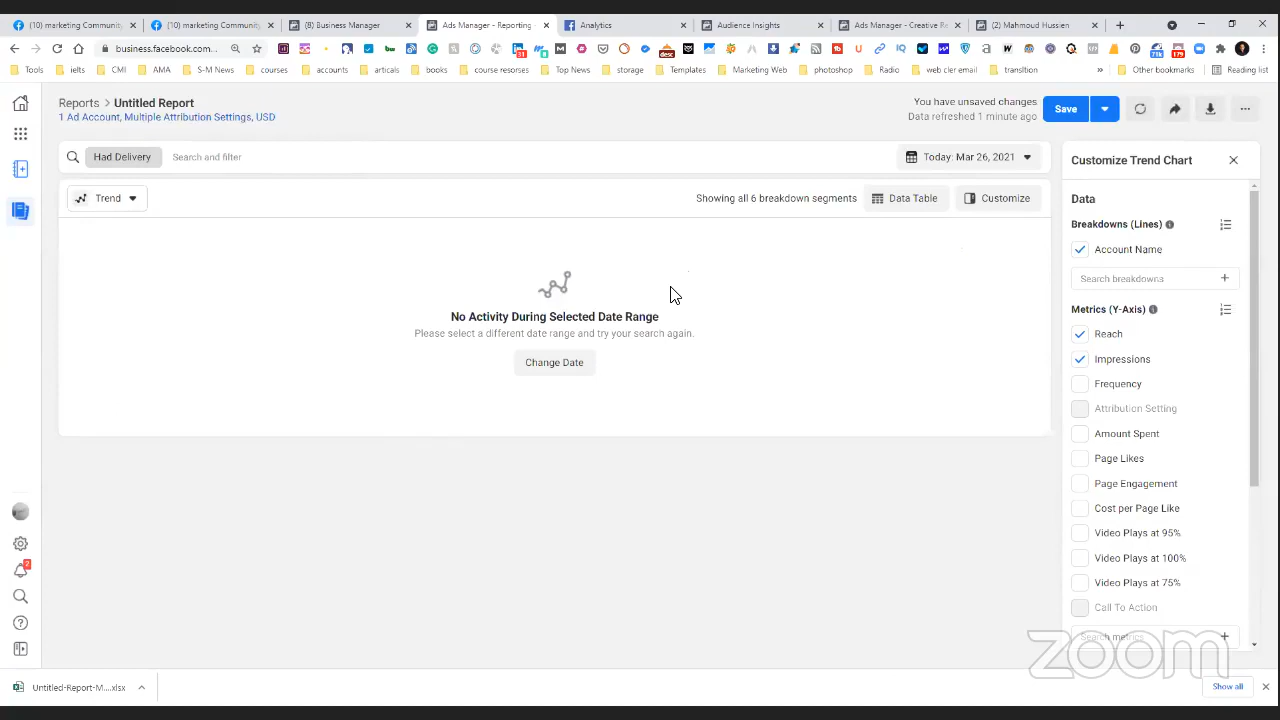 (10) marketing Community
(10) marketing Community
(8) Business Manager
Ads Manager - Reporting
Analytics
Audience Insights
Ads Manager - Creative Re
(2) Mahmoud Hussien
business.facebook.com...
Tools
ielts
CMI
AMA
S-M News
courses
accounts
articals
books
course resorses
Top News
storage
Templates
Marketing Web
photoshop
Radio
web cler email
transltion
Other bookmarks
Reading list
Reports > Untitled Report
1 Ad Account, Multiple Attribution Settings, USD
You have unsaved changes
Data refreshed 1 minute ago
Save
Had Delivery
Search and filter
Today: Mar 26, 2021
Trend
Showing all 6 breakdown segments
Data Table
Customize
No Activity During Selected Date Range
Please select a different date range and try your search again.
Change Date
Customize Trend Chart
Data
Breakdowns (Lines)
Account Name
Search breakdowns
Metrics (Y-Axis)
Reach
Impressions
Frequency
Attribution Setting
Amount Spent
Page Likes
Page Engagement
Cost per Page Like
Video Plays at 95%
Video Plays at 100%
Video Plays at 75%
Call To Action
Search metrics
zoom
2
Untitled-Report-M....xlsx
Show all